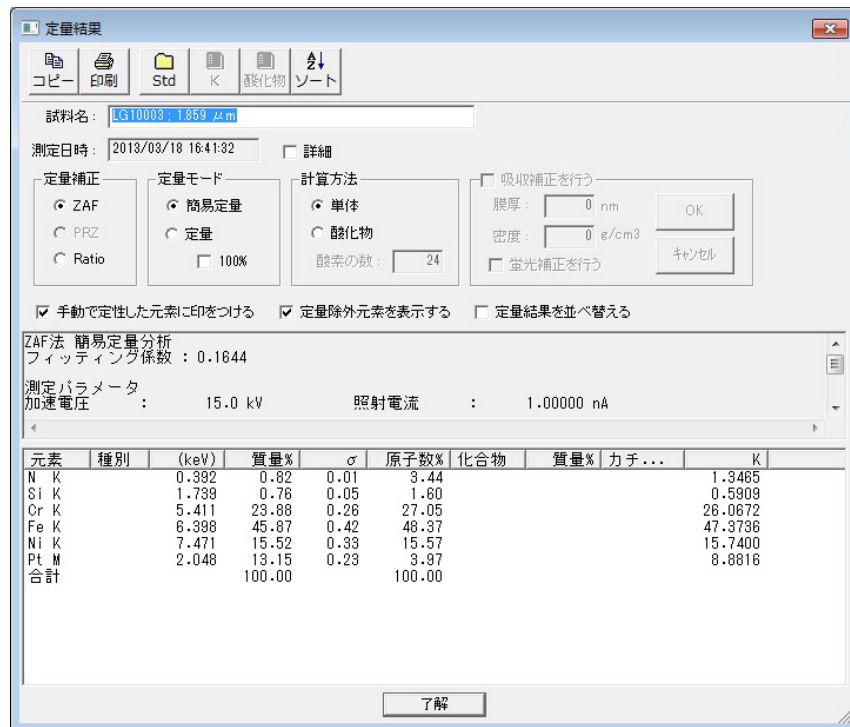 定量結果
コピー 印刷 Std K 酸化物 ソート
試料名： LG10003 ; 1.859 μm
測定日時： 2013/03/18 16:41:32 詳細
定量補正 定量モード 計算方法 吸収補正を行う
ZAF 簡易定量 単体 膜厚： 0 nm OK
PRZ 定量 酸化物 密度： 0 g/cm3 キャンセル
Ratio 100% 酸素の数： 24 蛍光補正を行う
手動で定性した元素に印をつける 定量除外元素を表示する 定量結果を並べ替える
ZAF法 簡易定量分析
フィッティング係数 : 0.1644
測定パラメータ
加速電圧 : 15.0 kV 照射電流 : 1.00000 nA
元素 種別 (keV) 質量% σ 原子数% 化合物 質量% カチ... K
N K 0.392 0.82 0.01 3.44 1.3465
Si K 1.739 0.76 0.05 1.60 0.5909
Cr K 5.411 23.88 0.26 27.05 26.0672
Fe K 6.398 45.87 0.42 48.37 47.3736
Ni K 7.471 15.52 0.33 15.57 15.7400
Pt M 2.048 13.15 0.23 3.97 8.8816
合計 100.00 100.00
了解